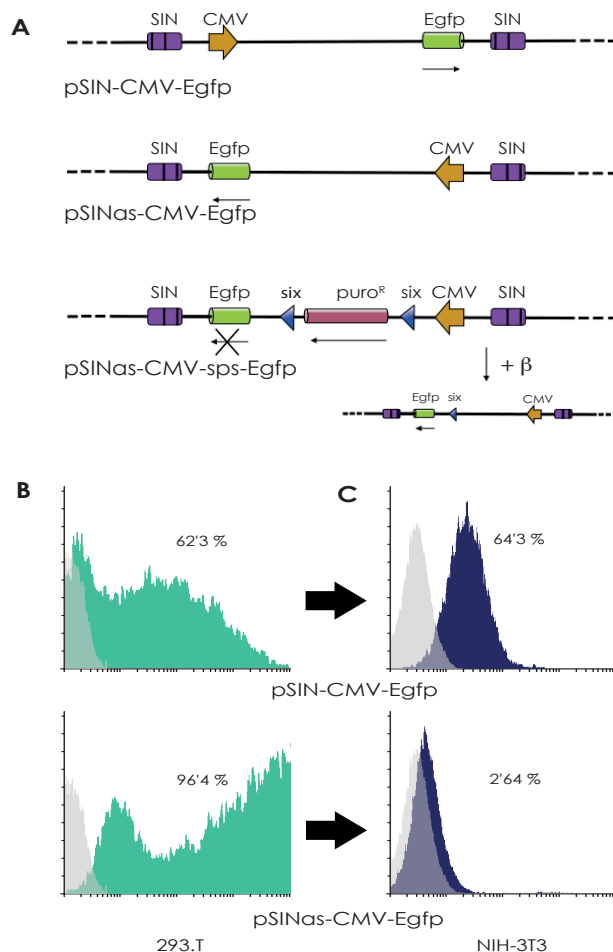 A
SIN CMV Egfp SIN
pSIN-CMV-Egfp
SIN Egfp CMV SIN
pSINas-CMV-Egfp
SIN Egfp six puroR six CMV SIN
pSINas-CMV-sps-Egfp
+ β
Egfp six CMV
B C
62'3 % 64'3 %
pSIN-CMV-Egfp
96'4 % 2'64 %
pSINas-CMV-Egfp
293.T NIH-3T3